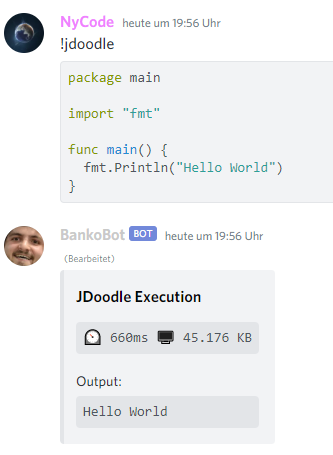 NyCode heute um 19:56 Uhr
!jdoodle
package main
import "fmt"
func main() {
fmt.Println("Hello World")
}
BankoBot BOT heute um 19:56 Uhr
(Bearbeitet)
JDoodle Execution
660ms 45.176 KB
Output:
Hello World